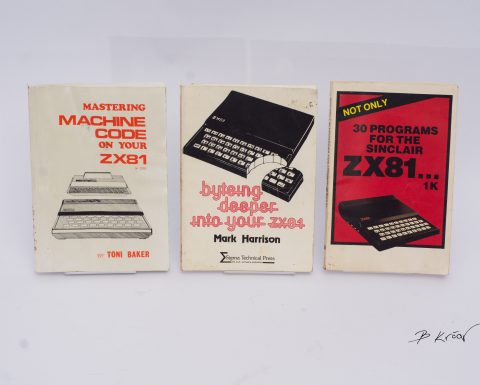 MASTERING
MACHINE
CODE
ON YOUR
ZX81
BY TONI BAKER
byteing
deeper
into your zx81
Mark Harrison
Sigma Technical Press
NOT ONLY
30 PROGRAMS
FOR THE
SINCLAIR
ZX81...
1K